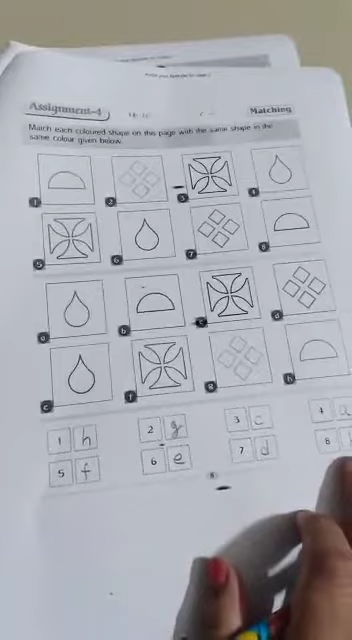 Assignment-4 Matching
Match each coloured shape on this page with the same shape in the
same colour given below.
1 2 3 4
5 6 7 8
a b c d
e f g h
1 h 2 g 3 c 4 a
5 f 6 e 7 d 8